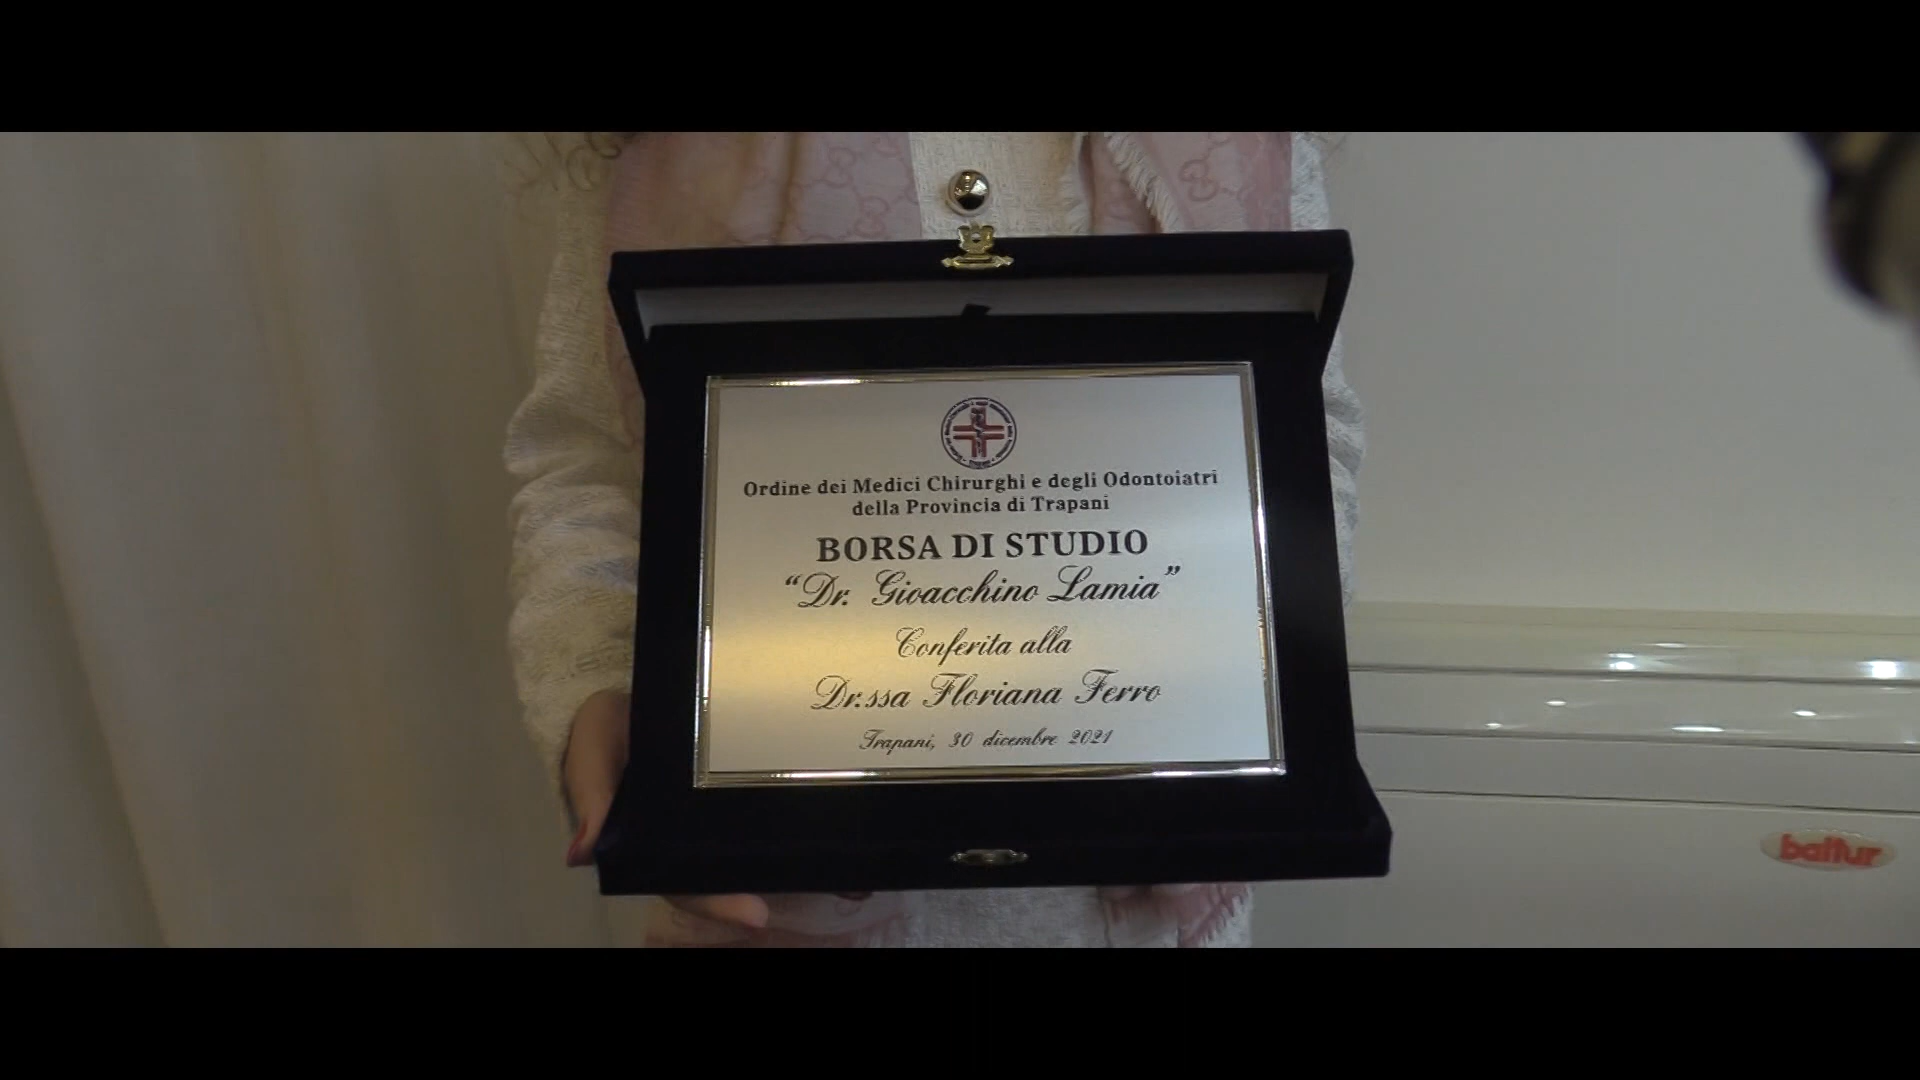 Ordine dei Medici Chirurghi e degli Odontoiatri
della Provincia di Trapani
BORSA DI STUDIO
“Dr. Gioacchino Lamia”
Conferita alla
Dr.ssa Floriana Ferro
Trapani, 30 dicembre 2021
baltur